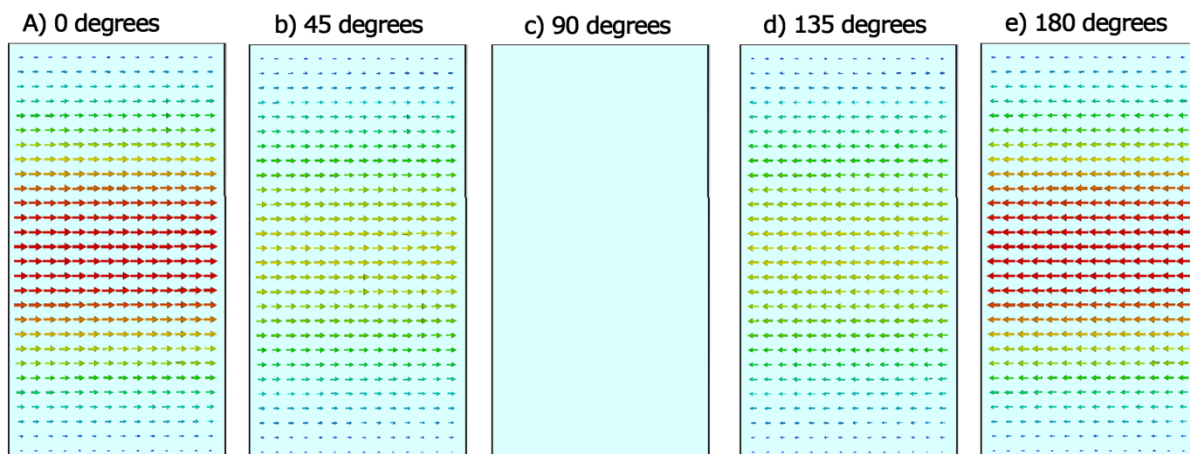 A) 0 degrees
b) 45 degrees
c) 90 degrees
d) 135 degrees
e) 180 degrees